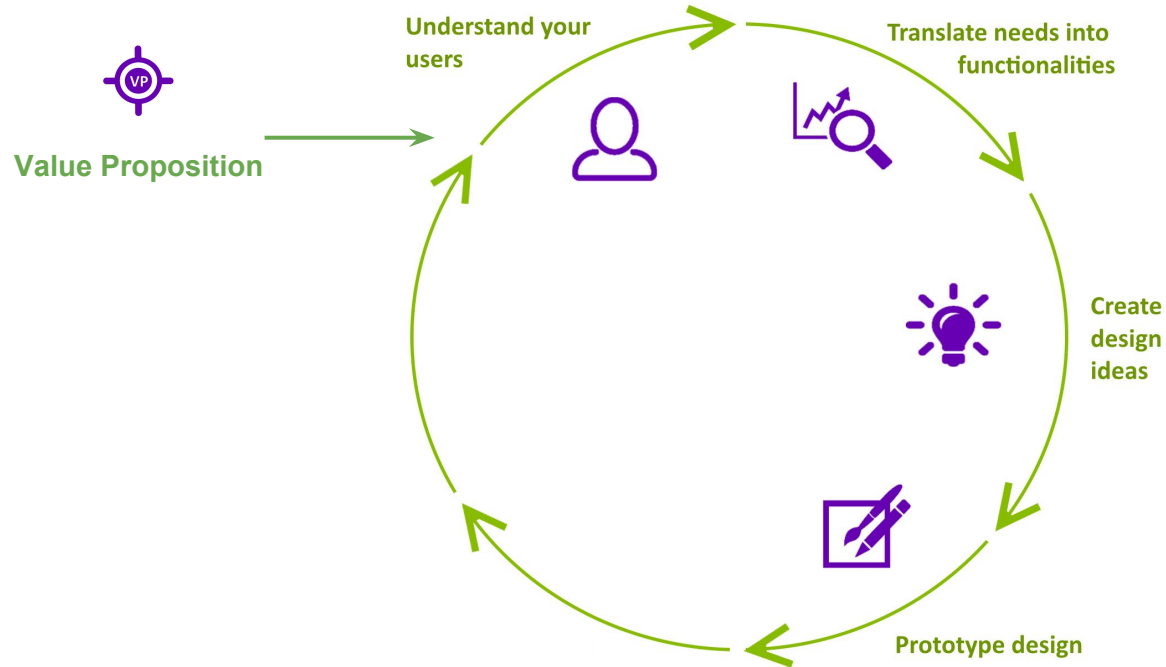 Understand your
users
Translate needs into
functionalities
VP
Value Proposition
Create
design
ideas
Prototype design